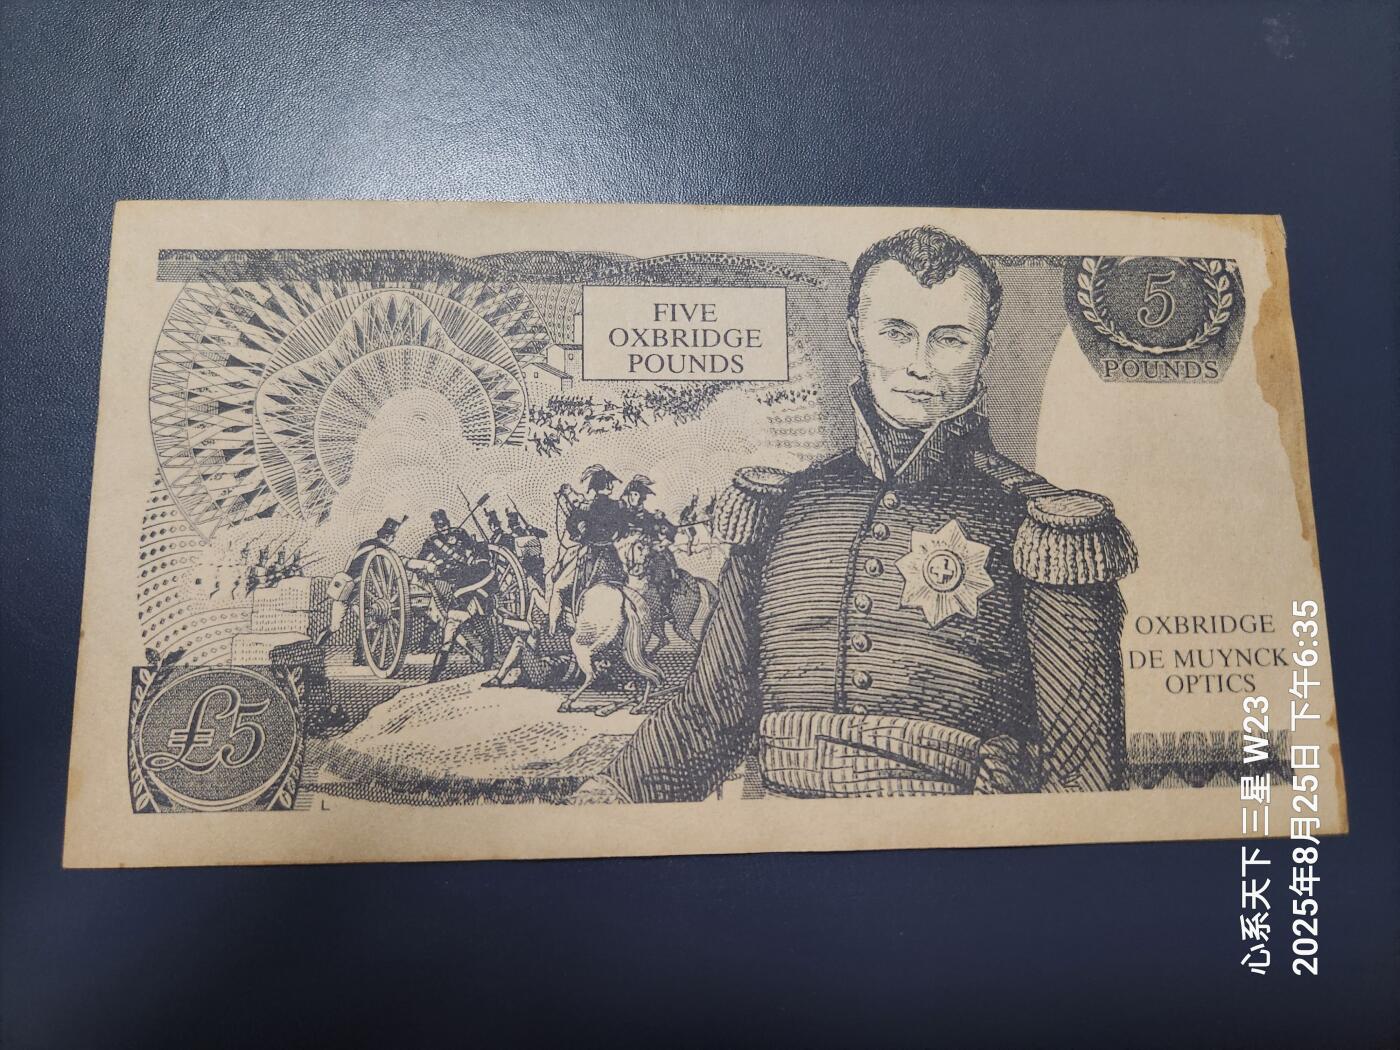 FIVE
OXBRIDGE
POUNDS
5
POUNDS
OXBRIDGE
DE MUYNCK
OPTICS
£5
L
心系天下 三星 W23
2025年8月25日 下午6:35